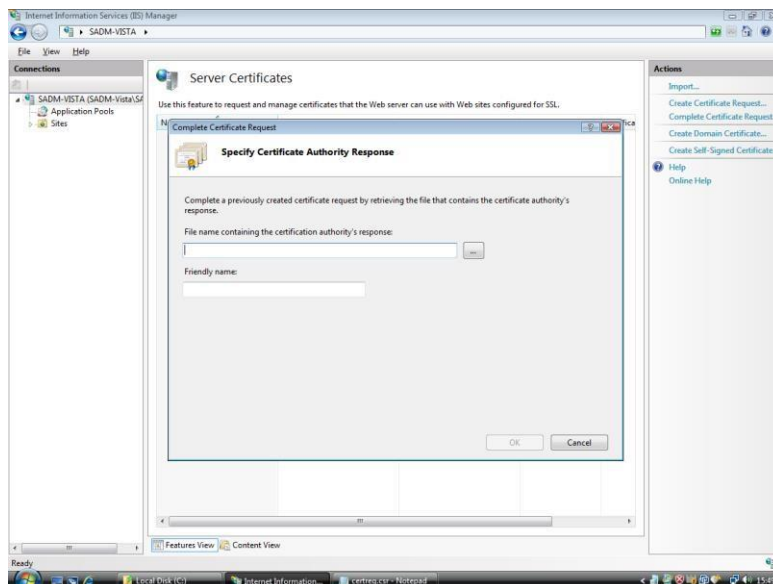 Internet Information Services (IIS) Manager
SADM-VISTA
File View Help
Connections
SADM-VISTA (SADM-Vista\SA
Application Pools
Sites
Server Certificates
Use this feature to request and manage certificates that the Web server can use with Web sites configured for SSL.
Complete Certificate Request
Specify Certificate Authority Response
Complete a previously created certificate request by retrieving the file that contains the certificate authority's
response.
File name containing the certification authority's response:
...
Friendly name:
OK Cancel
Features View Content View
Actions
Import...
Create Certificate Request...
Complete Certificate Request
Create Domain Certificate...
Create Self-Signed Certificate
Help
Online Help
Ready
Local Disk (C:) Internet Information... certreq.csr - Notepad